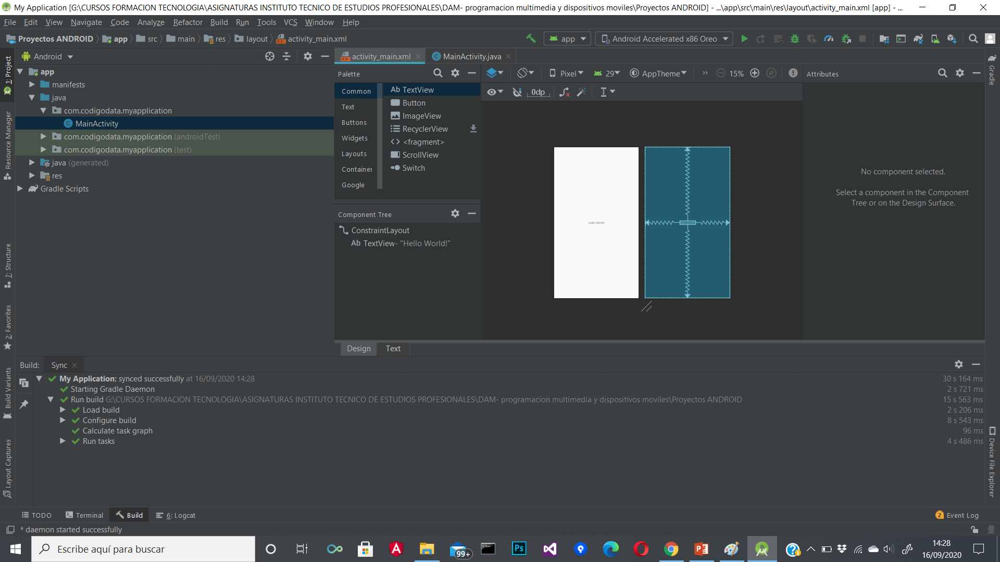 My Application [G:\CURSOS FORMACION TECNOLOGIA\ASIGNATURAS INSTITUTO TECNICO DE ESTUDIOS PROFESIONALES\DAM- programacion multimedia y dispositivos moviles\Proyectos ANDROID] - ...\app\src\main\res\layout\activity_main.xml [app] - ...
File Edit View Navigate Code Analyze Refactor Build Run Tools VCS Window Help
Proyectos ANDROID app src main res layout activity_main.xml
app Android Accelerated x86 Oreo
1: Project
Resource Manager
7: Structure
2: Favorites
Build Variants
Layout Captures
Android
app
manifests
java
com.codigodata.myapplication
MainActivity
com.codigodata.myapplication (androidTest)
com.codigodata.myapplication (test)
java (generated)
res
Gradle Scripts
activity_main.xml MainActivity.java
Palette
Common
Text
Buttons
Widgets
Layouts
Container
Google
Ab TextView
Button
ImageView
RecyclerView
<fragment>
ScrollView
Switch
Component Tree
ConstraintLayout
Ab TextView- "Hello World!"
Pixel 29 AppTheme >> 15%
0dp
Hello World!
Design Text
Attributes
No component selected.
Select a component in the Component
Tree or on the Design Surface.
Gradle
Device File Explorer
Build: Sync
My Application: synced successfully at 16/09/2020 14:28 30 s 164 ms
Starting Gradle Daemon 2 s 721 ms
Run build G:\CURSOS FORMACION TECNOLOGIA\ASIGNATURAS INSTITUTO TECNICO DE ESTUDIOS PROFESIONALES\DAM- programacion multimedia y dispositivos moviles\Proyectos ANDROID 15 s 563 ms
Load build 2 s 206 ms
Configure build 8 s 543 ms
Calculate task graph 96 ms
Run tasks 4 s 486 ms
TODO Terminal Build 6: Logcat 2 Event Log
* daemon started successfully
Escribe aquí para buscar
99+
Ps
14:28
16/09/2020